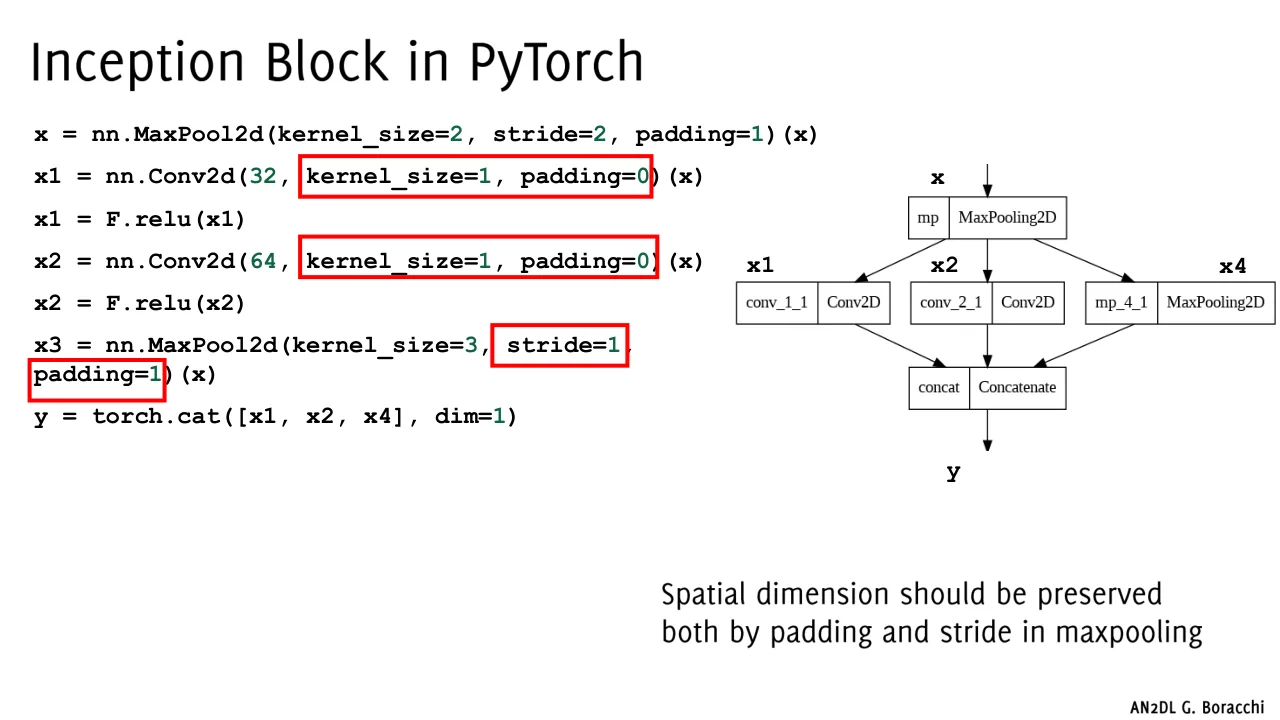 Inception Block in PyTorch
x = nn.MaxPool2d(kernel_size=2, stride=2, padding=1)(x)
x1 = nn.Conv2d(32, kernel_size=1, padding=0)(x)
x1 = F.relu(x1)
x2 = nn.Conv2d(64, kernel_size=1, padding=0)(x)
x2 = F.relu(x2)
x3 = nn.MaxPool2d(kernel_size=3, stride=1,
padding=1)(x)
y = torch.cat([x1, x2, x4], dim=1)
x
mp MaxPooling2D
x1 x2 x4
conv_1_1 Conv2D conv_2_1 Conv2D mp_4_1 MaxPooling2D
concat Concatenate
y
Spatial dimension should be preserved
both by padding and stride in maxpooling
AN2DL G. Boracchi